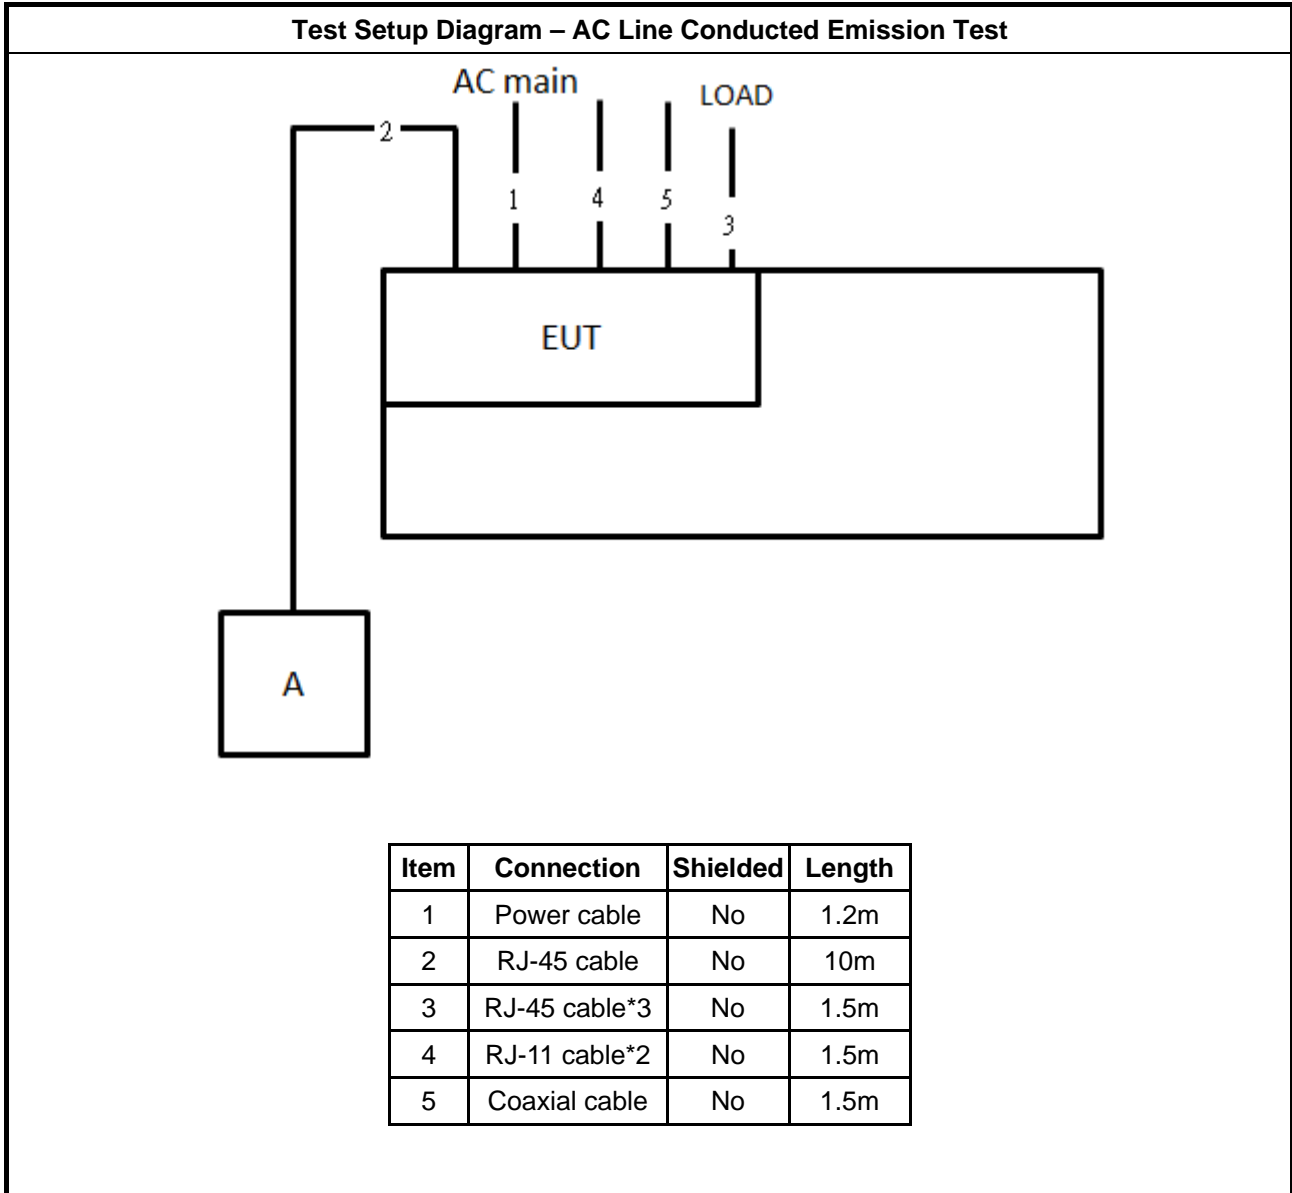 Test Setup Diagram – AC Line Conducted Emission Test
AC main
LOAD
2
1
4
5
3
EUT
A
Item Connection Shielded Length
1 Power cable No 1.2m
2 RJ-45 cable No 10m
3 RJ-45 cable*3 No 1.5m
4 RJ-11 cable*2 No 1.5m
5 Coaxial cable No 1.5m